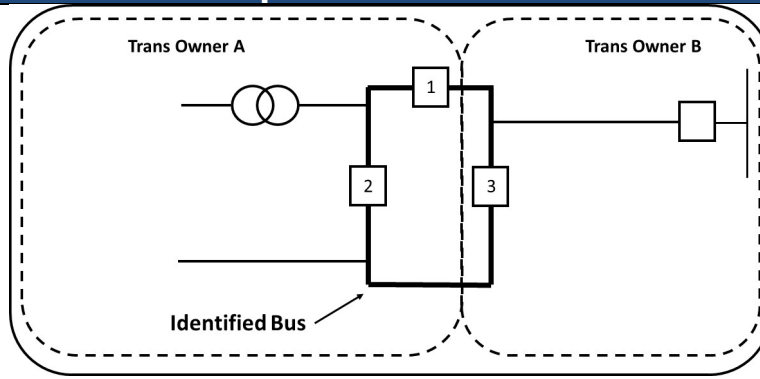 Trans Owner A
Trans Owner B
1
2
3
Identified Bus